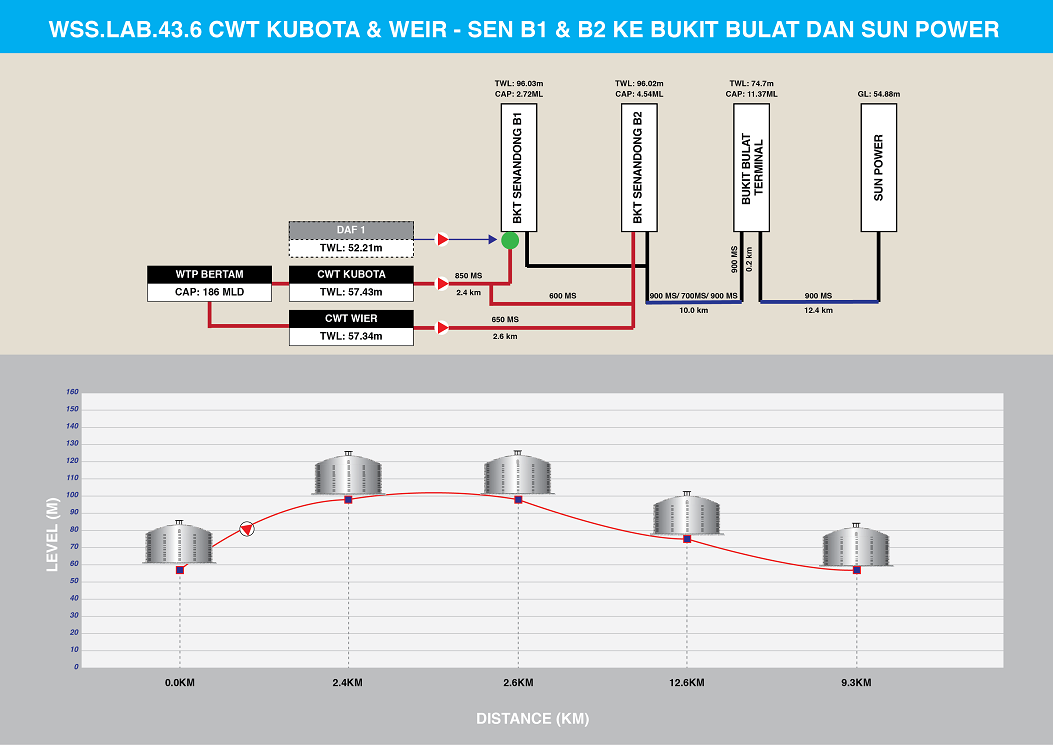 WSS.LAB.43.6 CWT KUBOTA & WEIR - SEN B1 & B2 KE BUKIT BULAT DAN SUN POWER
TWL: 96.03m
CAP: 2.72ML
TWL: 96.02m
CAP: 4.54ML
TWL: 74.7m
CAP: 11.37ML
GL: 54.88m
BKT SENANDONG B1
BKT SENANDONG B2
BUKIT BULAT
TERMINAL
SUN POWER
DAF 1
TWL: 52.21m
WTP BERTAM
CAP: 186 MLD
CWT KUBOTA
TWL: 57.43m
CWT WIER
TWL: 57.34m
850 MS
2.4 km
600 MS
650 MS
2.6 km
900 MS/ 700MS/ 900 MS
10.0 km
900 MS
0.2 km
900 MS
12.4 km
LEVEL (M)
160
150
140
130
120
110
100
90
80
70
60
50
40
30
20
10
0
0.0KM
2.4KM
2.6KM
12.6KM
9.3KM
DISTANCE (KM)